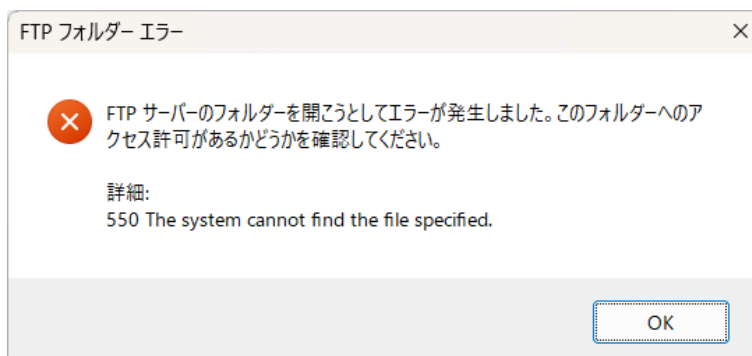 FTP フォルダー エラー
FTP サーバーのフォルダーを開こうとしてエラーが発生しました。このフォルダーへのア
クセス許可があるかどうかを確認してください。
詳細:
550 The system cannot find the file specified.
OK